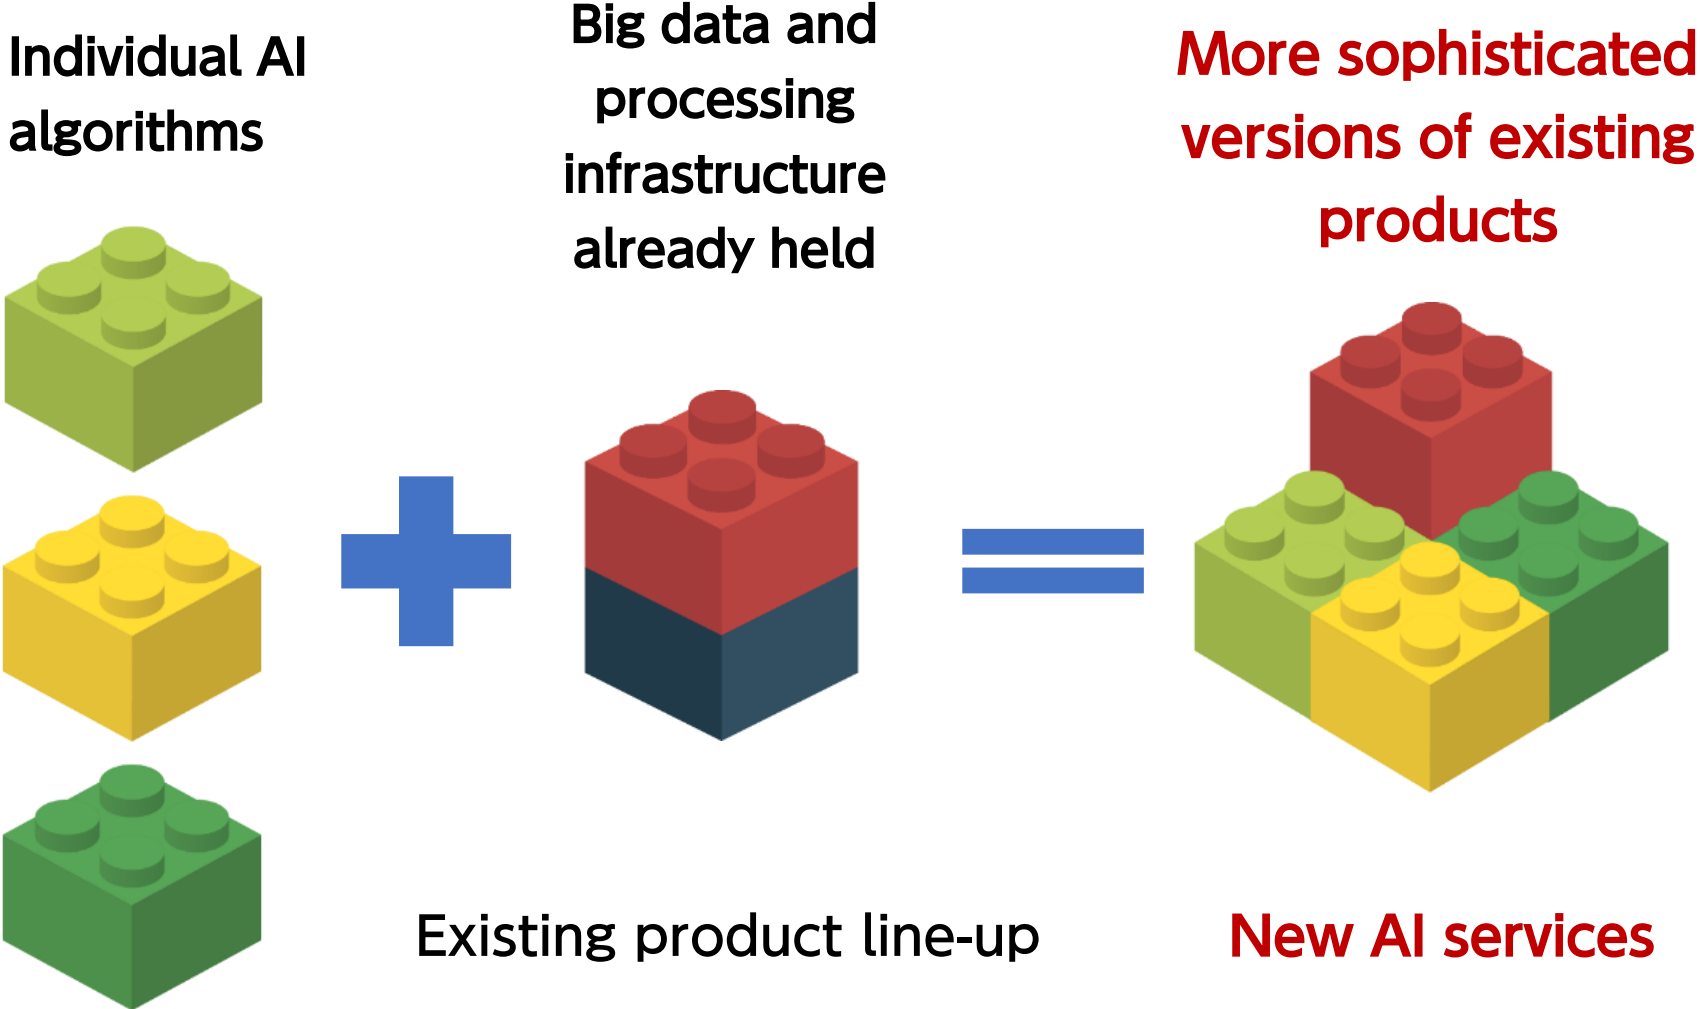 Individual AI
algorithms
Big data and
processing
infrastructure
already held
More sophisticated
versions of existing
products
Existing product line-up
New AI services